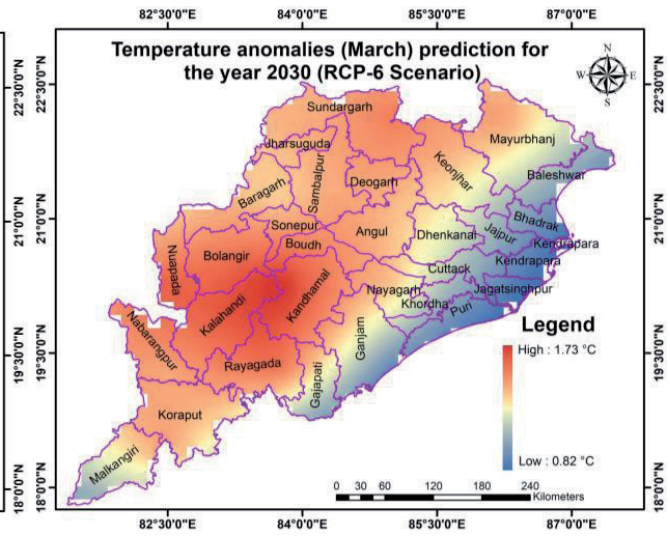 82°30'0"E 84°0'0"E 85°30'0"E 87°0'0"E
Temperature anomalies (March) prediction for
the year 2030 (RCP-6 Scenario)
N
W E
S
22°30'0"N 22°30'0"N
Sundargarh
Mayurbhanj
Jharsuguda
Keonjhar
Baleshwar
Sambalpur
Deogarh
Baragarh
21°0'0"N 21°0'0"N
Bhadrak
Sonepur
Angul
Dhenkanal
Jajpur
Kendrapara
Boudh
Bolangir
Nuapada
Kendrapara
Cuttack
Kandhamal
Nayagarh
Jagatsinghpur
Khordha
Puri
Kalahandi
Nabarangpur
Ganjam
Legend
High : 1.73 °C
19°30'0"N 19°30'0"N
Rayagada
Gajapati
Koraput
Malkangiri
Low : 0.82 °C
18°0'0"N 18°0'0"N
0 30 60 120 180 240
Kilometers
82°30'0"E 84°0'0"E 85°30'0"E 87°0'0"E